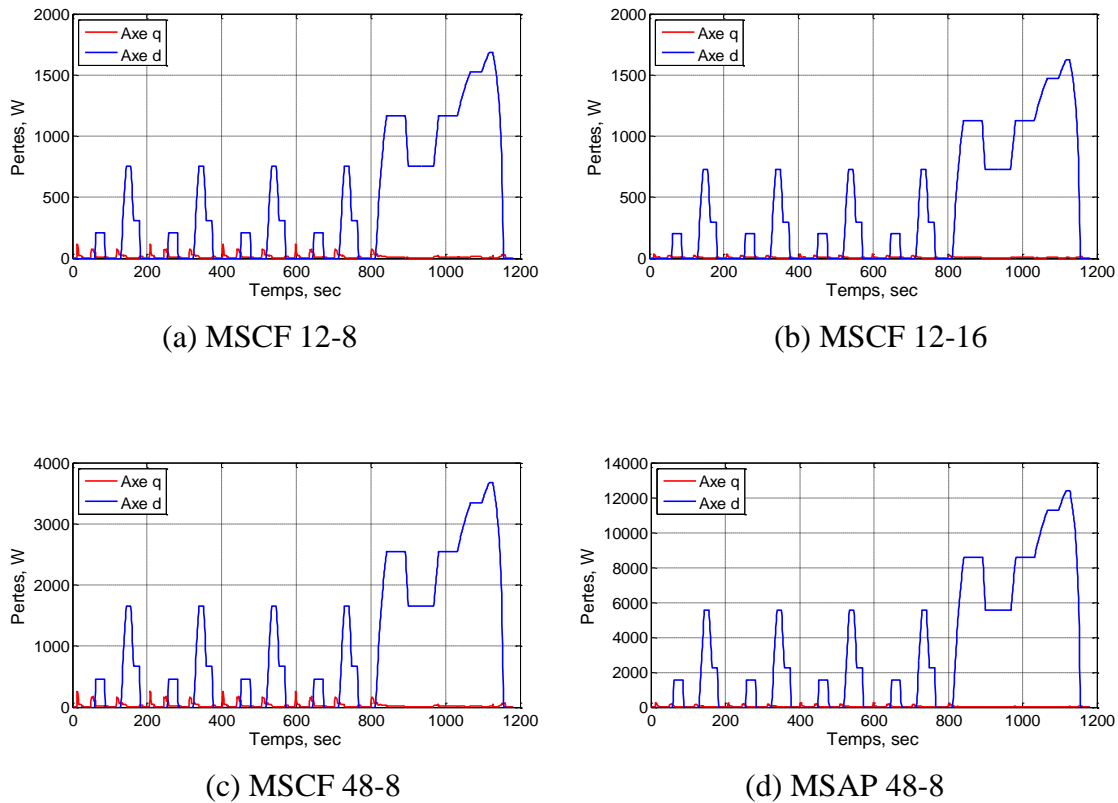 2000
1500
1000
500
0
Pertes, W
Axe q
Axe d
0 200 400 600 800 1000 1200
Temps, sec
(a) MSCF 12-8
2000
1500
1000
500
0
Pertes, W
Axe q
Axe d
0 200 400 600 800 1000 1200
Temps, sec
(b) MSCF 12-16
4000
3000
2000
1000
0
Pertes, W
Axe q
Axe d
0 200 400 600 800 1000 1200
Temps, sec
(c) MSCF 48-8
14000
12000
10000
8000
6000
4000
2000
0
Pertes, W
Axe q
Axe d
0 200 400 600 800 1000 1200
Temps, sec
(d) MSAP 48-8